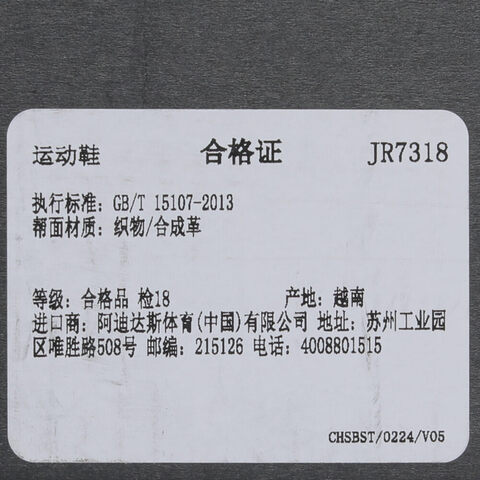 运动鞋 合格证 JR7318
执行标准: GB/T 15107-2013
帮面材质: 织物/合成革
等级: 合格品 检18 产地: 越南
进口商: 阿迪达斯体育(中国)有限公司 地址: 苏州工业园
区唯胜路508号 邮编: 215126 电话: 4008801515
CHSBST/0224/V05